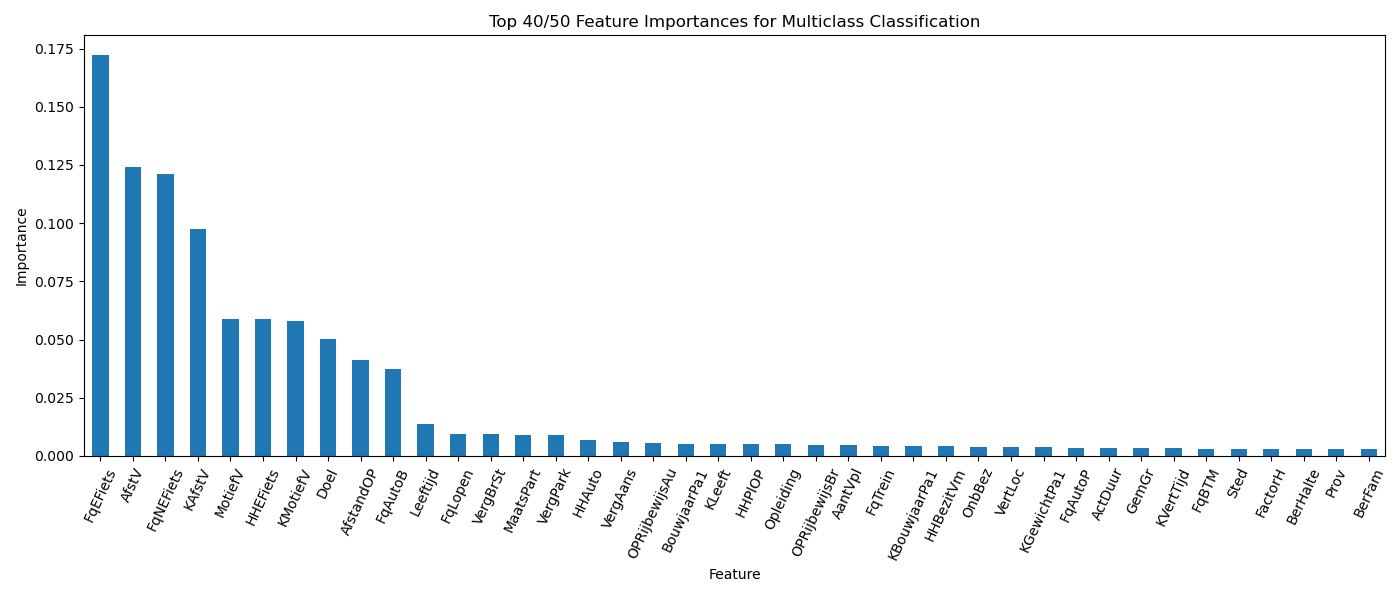 Top 40/50 Feature Importances for Multiclass Classification
Importance
0.175
0.150
0.125
0.100
0.075
0.050
0.025
0.000
FqEFiets
AfstV
FqNEFiets
KAfstV
MotiefV
HHEFiets
KMotiefV
Doel
AfstandOP
FqAutoB
Leeftijd
FqLopen
VergBrSt
MaatsPart
VergPark
HHAuto
VergAans
OPRijbewijsAu
BouwjaarPa1
KLeeft
HHPlOP
Opleiding
OPRijbewijsBr
AantVpl
FqTrein
KBouwjaarPa1
HHBezitVm
OnbBez
VertLoc
KGewichtPa1
FqAutoP
ActDuur
GemGr
KVertTijd
FqBTM
Sted
FactorH
BerHalte
Prov
BerFam
Feature